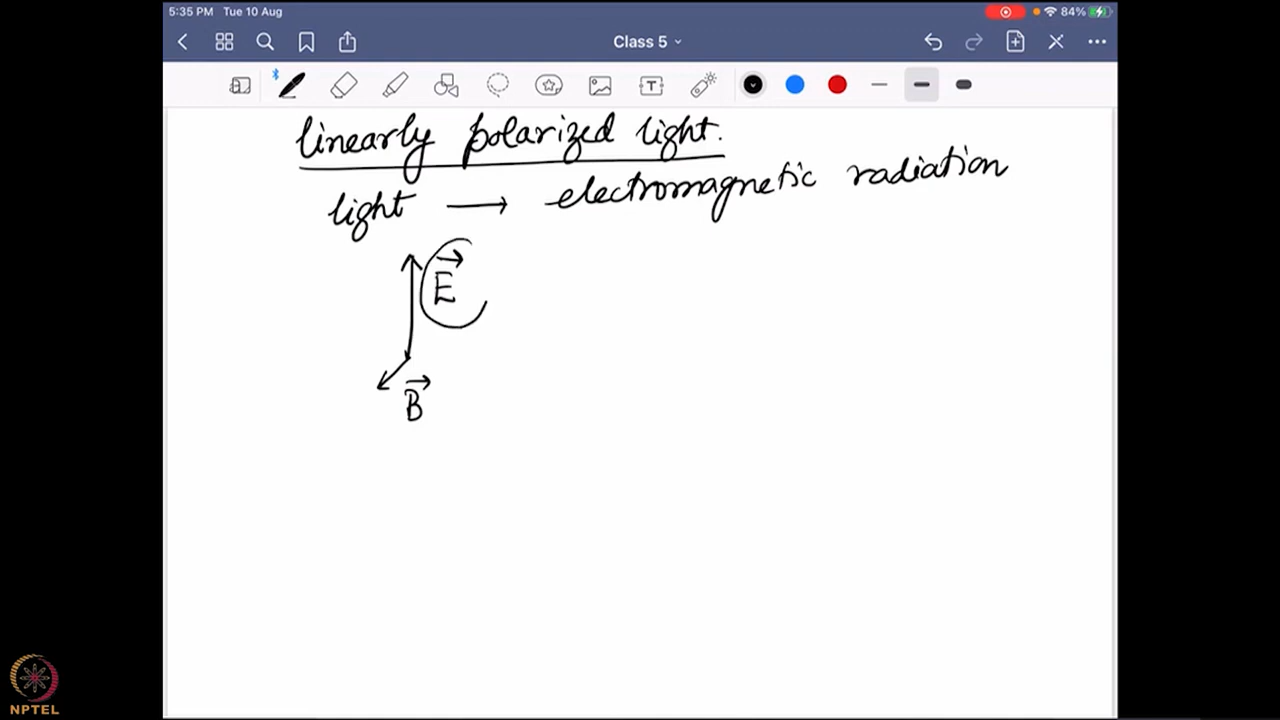 5:35 PM Tue 10 Aug 84%
Class 5
T
linearly polarized light.
light → electromagnetic radiation
E⃗
B⃗
NPTEL